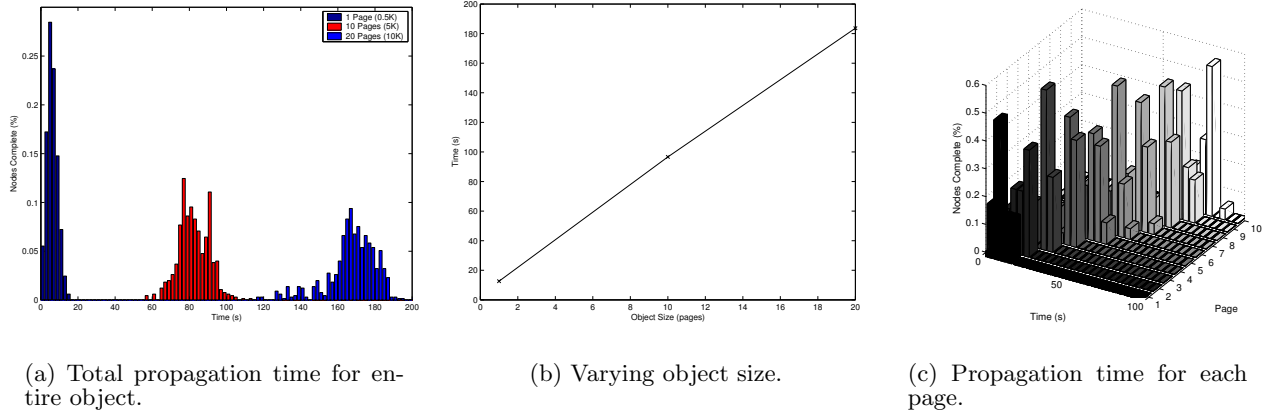 1 Page (0.5K)
10 Pages (5K)
20 Pages (10K)
0.25
0.2
0.15
0.1
0.05
0
Nodes Complete (%)
0 20 40 60 80 100 120 140 160 180 200
Time (s)
200
180
160
140
120
100
80
60
40
20
0
Time (s)
0 2 4 6 8 10 12 14 16 18 20
Object Size (pages)
0.6
0.5
0.4
0.3
0.2
0.1
0
Nodes Complete (%)
0
50
100
Time (s)
1
2
3
4
5
6
7
8
9
10
Page
(a) Total propagation time for en-
tire object.
(b) Varying object size.
(c) Propagation time for each
page.